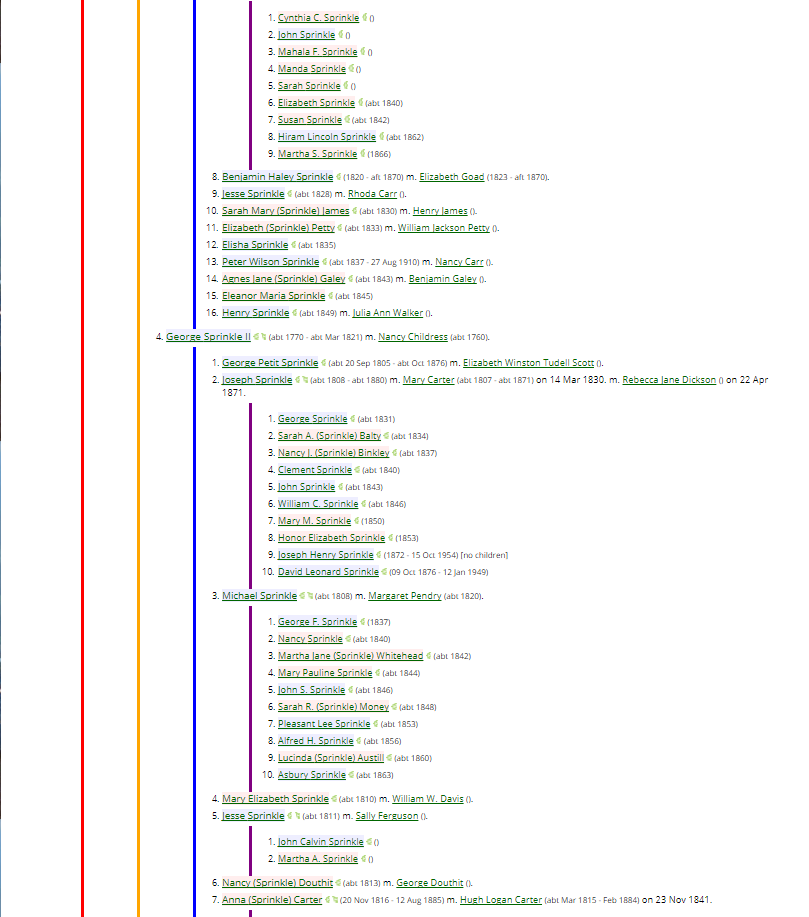 1. Cynthia C. Sprinkle ()
2. John Sprinkle ()
3. Mahala F. Sprinkle ()
4. Manda Sprinkle ()
5. Sarah Sprinkle ()
6. Elizabeth Sprinkle (abt 1840)
7. Susan Sprinkle (abt 1842)
8. Hiram Lincoln Sprinkle (abt 1862)
9. Martha S. Sprinkle (1866)
8. Benjamin Haley Sprinkle (1820 - aft 1870) m. Elizabeth Goad (1823 - aft 1870).
9. Jesse Sprinkle (abt 1828) m. Rhoda Carr ().
10. Sarah Mary (Sprinkle) James (abt 1830) m. Henry James ().
11. Elizabeth (Sprinkle) Petty (abt 1833) m. William Jackson Petty ().
12. Elisha Sprinkle (abt 1835)
13. Peter Wilson Sprinkle (abt 1837 - 27 Aug 1910) m. Nancy Carr ().
14. Agnes Jane (Sprinkle) Galey (abt 1843) m. Benjamin Galey ().
15. Eleanor Maria Sprinkle (abt 1845)
16. Henry Sprinkle (abt 1849) m. Julia Ann Walker ().
4. George Sprinkle II (abt 1770 - abt Mar 1821) m. Nancy Childress (abt 1760).
1. George Petit Sprinkle (abt 20 Sep 1805 - abt Oct 1876) m. Elizabeth Winston Tudell Scott ().
2. Joseph Sprinkle (abt 1808 - abt 1880) m. Mary Carter (abt 1807 - abt 1871) on 14 Mar 1830. m. Rebecca Jane Dickson () on 22 Apr
1871.
1. George Sprinkle (abt 1831)
2. Sarah A. (Sprinkle) Balty (abt 1834)
3. Nancy J. (Sprinkle) Binkley (abt 1837)
4. Clement Sprinkle (abt 1840)
5. John Sprinkle (abt 1843)
6. William C. Sprinkle (abt 1846)
7. Mary M. Sprinkle (1850)
8. Honor Elizabeth Sprinkle (1853)
9. Joseph Henry Sprinkle (1872 - 15 Oct 1954) [no children]
10. David Leonard Sprinkle (09 Oct 1876 - 12 Jan 1949)
3. Michael Sprinkle (abt 1808) m. Margaret Pendry (abt 1820).
1. George F. Sprinkle (1837)
2. Nancy Sprinkle (abt 1840)
3. Martha Jane (Sprinkle) Whitehead (abt 1842)
4. Mary Pauline Sprinkle (abt 1844)
5. John S. Sprinkle (abt 1846)
6. Sarah R. (Sprinkle) Money (abt 1848)
7. Pleasant Lee Sprinkle (abt 1853)
8. Alfred H. Sprinkle (abt 1856)
9. Lucinda (Sprinkle) Austill (abt 1860)
10. Asbury Sprinkle (abt 1863)
4. Mary Elizabeth Sprinkle (abt 1810) m. William W. Davis ().
5. Jesse Sprinkle (abt 1811) m. Sally Ferguson ().
1. John Calvin Sprinkle ()
2. Martha A. Sprinkle ()
6. Nancy (Sprinkle) Douthit (abt 1813) m. George Douthit ().
7. Anna (Sprinkle) Carter (20 Nov 1816 - 12 Aug 1885) m. Hugh Logan Carter (abt Mar 1815 - Feb 1884) on 23 Nov 1841.